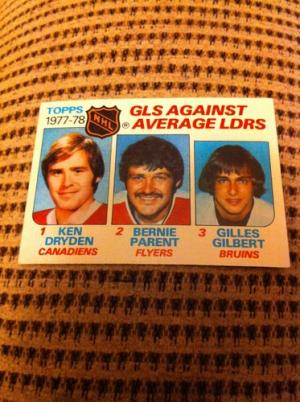 TOPPS
1977-78
NHL
®
GLS AGAINST
AVERAGE LDRS
1 KEN
DRYDEN
CANADIENS
2 BERNIE
PARENT
FLYERS
3 GILLES
GILBERT
BRUINS